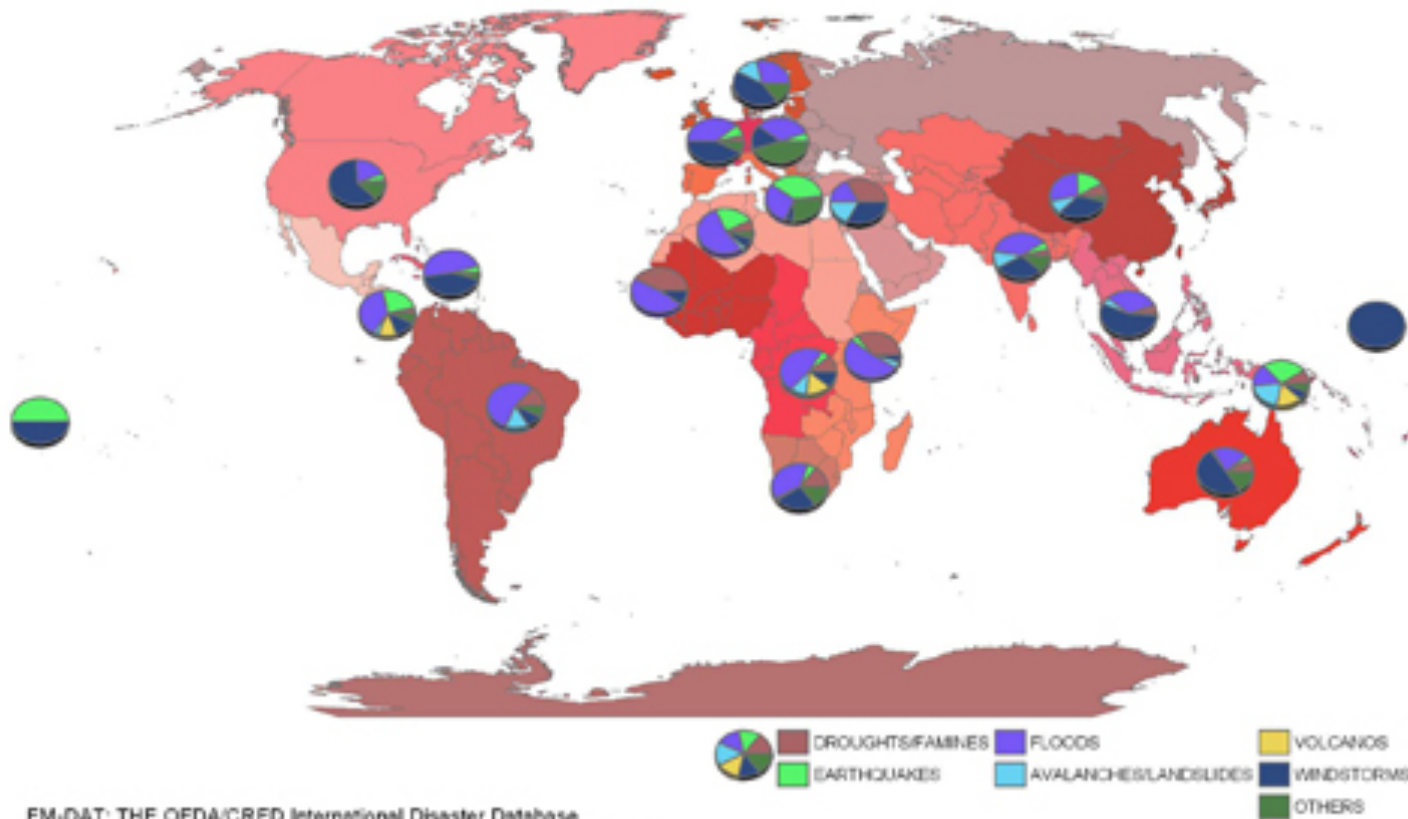 DROUGHTS/FAMINES
FLOODS
VOLCANOS
EARTHQUAKES
AVALANCHES/LANDSLIDES
WINDSTORMS
OTHERS
EM-DAT: THE OFDA/CRED International Disaster Database